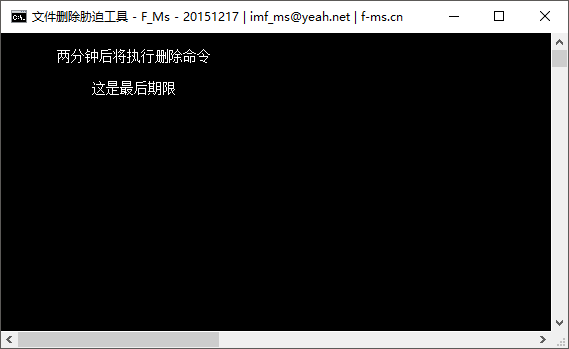 文件删除胁迫工具 - F_Ms - 20151217 | imf_ms@yeah.net | f-ms.cn
两分钟后将执行删除命令
这是最后期限